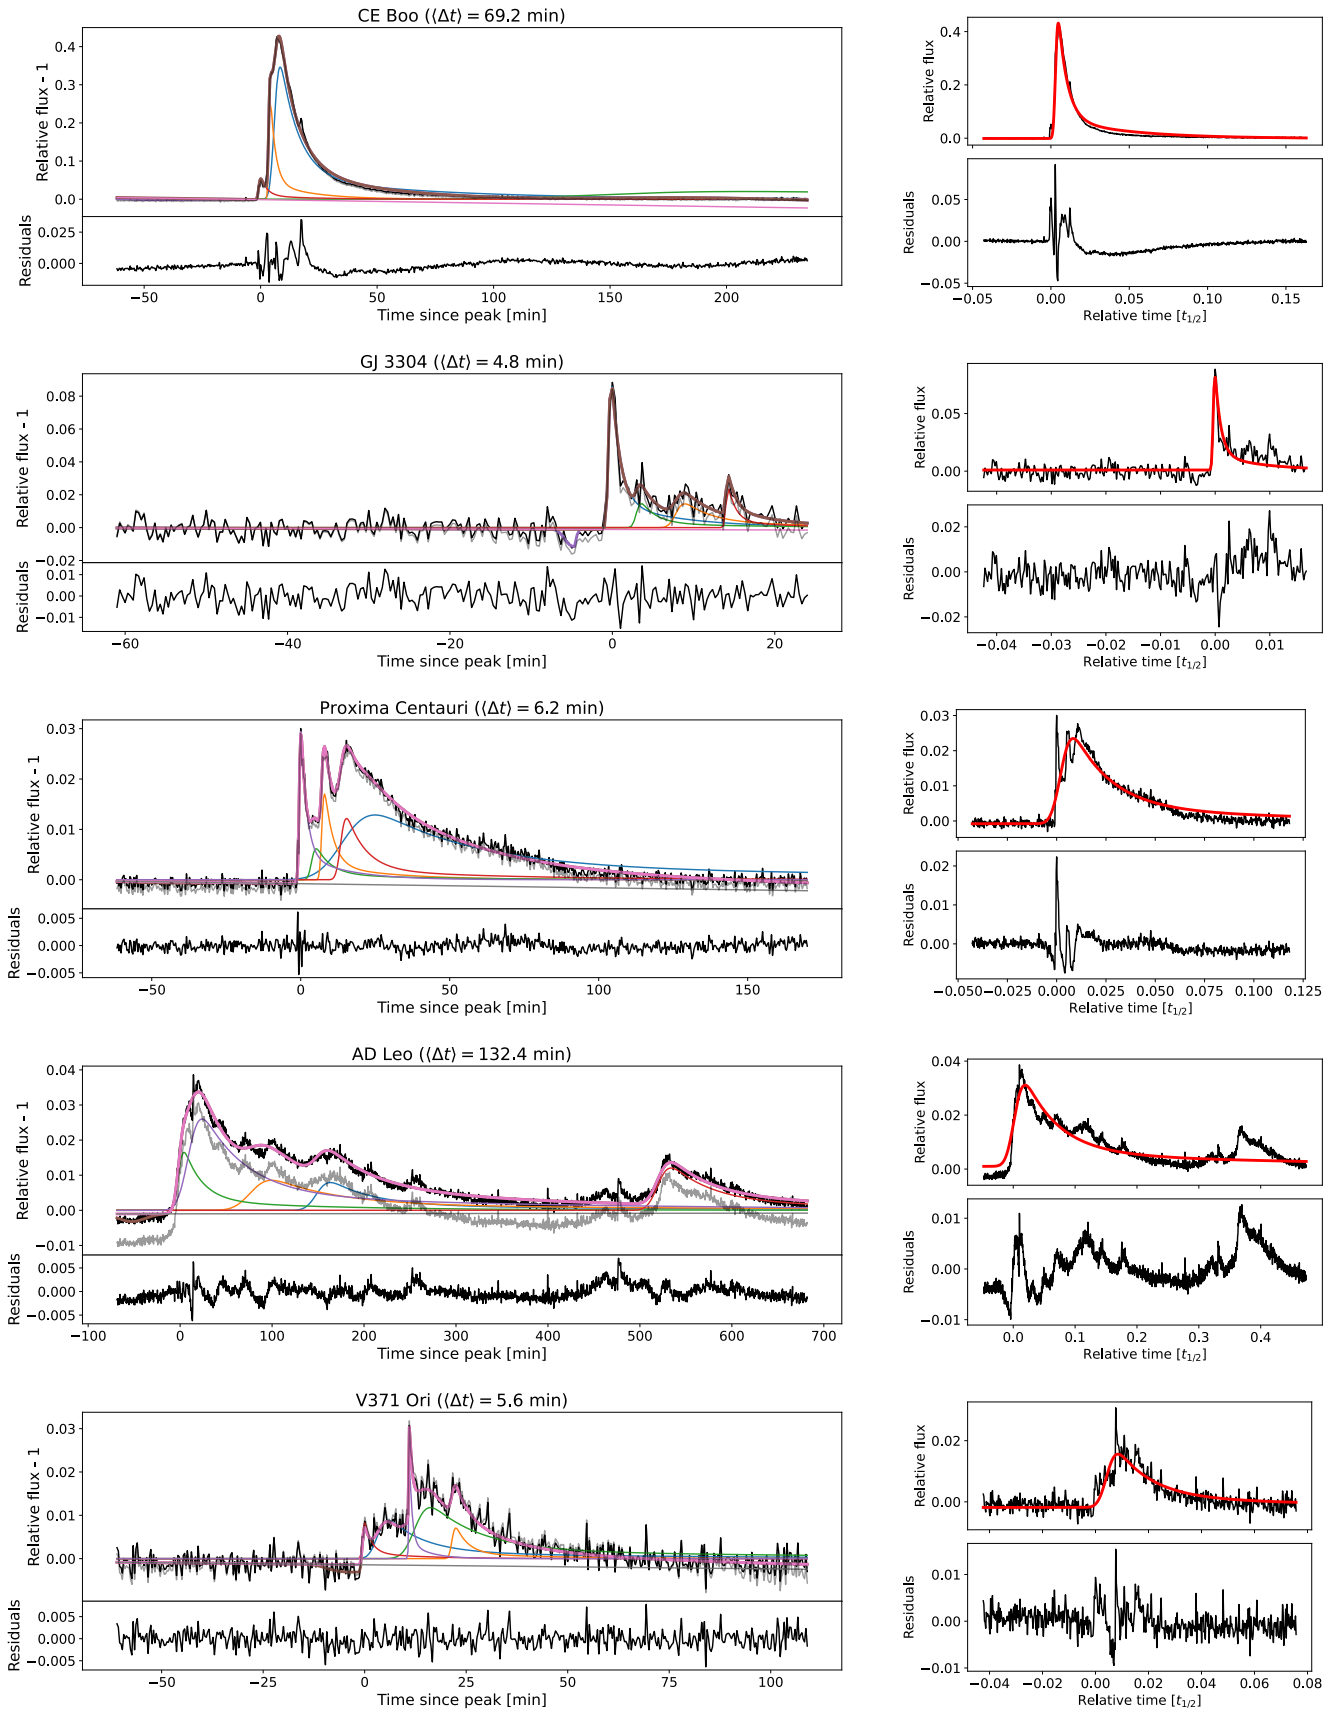 CE Boo (⟨Δt⟩ = 69.2 min)
Relative flux - 1
0.4
0.3
0.2
0.1
0.0
Residuals
0.025
0.000
−50 0 50 100 150 200
Time since peak [min]
Relative flux
0.4
0.2
0.0
Residuals
0.05
0.00
−0.05
−0.05 0.00 0.05 0.10 0.15
Relative time [t1/2]
GJ 3304 (⟨Δt⟩ = 4.8 min)
Relative flux - 1
0.08
0.06
0.04
0.02
0.00
−0.02
Residuals
0.01
0.00
−0.01
−60 −40 −20 0 20
Time since peak [min]
Relative flux
0.05
0.00
Residuals
0.02
0.00
−0.02
−0.04 −0.03 −0.02 −0.01 0.00 0.01
Relative time [t1/2]
Proxima Centauri (⟨Δt⟩ = 6.2 min)
Relative flux - 1
0.03
0.02
0.01
0.00
Residuals
0.005
0.000
−0.005
−50 0 50 100 150
Time since peak [min]
Relative flux
0.03
0.02
0.01
0.00
Residuals
0.02
0.01
0.00
−0.050 −0.025 0.000 0.025 0.050 0.075 0.100 0.125
Relative time [t1/2]
AD Leo (⟨Δt⟩ = 132.4 min)
Relative flux - 1
0.04
0.03
0.02
0.01
0.00
−0.01
Residuals
0.005
0.000
−0.005
−100 0 100 200 300 400 500 600 700
Time since peak [min]
Relative flux
0.04
0.02
0.00
Residuals
0.01
0.00
−0.01
0.0 0.1 0.2 0.3 0.4
Relative time [t1/2]
V371 Ori (⟨Δt⟩ = 5.6 min)
Relative flux - 1
0.03
0.02
0.01
0.00
Residuals
0.005
0.000
−0.005
−50 −25 0 25 50 75 100
Time since peak [min]
Relative flux
0.02
0.00
Residuals
0.01
0.00
−0.01
−0.04 −0.02 0.00 0.02 0.04 0.06 0.08
Relative time [t1/2]